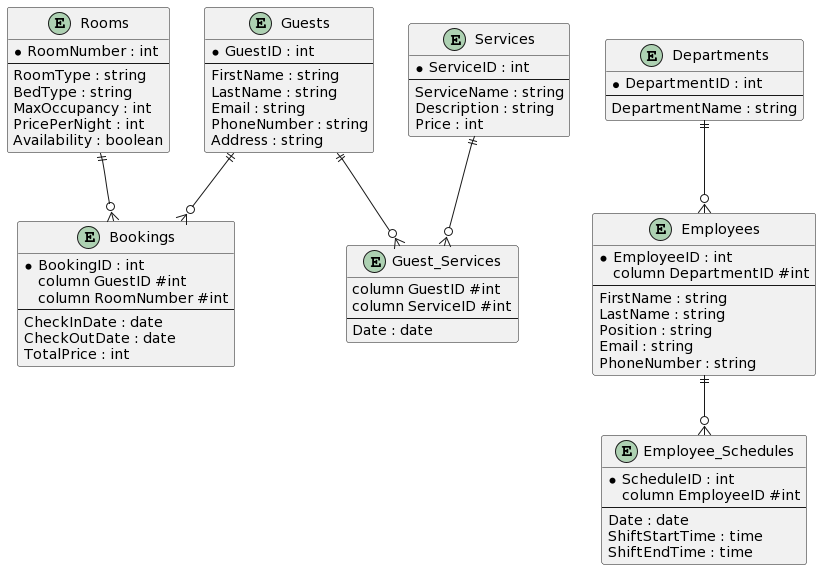 E Rooms
* RoomNumber : int
RoomType : string
BedType : string
MaxOccupancy : int
PricePerNight : int
Availability : boolean
E Guests
* GuestID : int
FirstName : string
LastName : string
Email : string
PhoneNumber : string
Address : string
E Services
* ServiceID : int
ServiceName : string
Description : string
Price : int
E Departments
* DepartmentID : int
DepartmentName : string
E Bookings
* BookingID : int
column GuestID #int
column RoomNumber #int
CheckInDate : date
CheckOutDate : date
TotalPrice : int
E Guest_Services
column GuestID #int
column ServiceID #int
Date : date
E Employees
* EmployeeID : int
column DepartmentID #int
FirstName : string
LastName : string
Position : string
Email : string
PhoneNumber : string
E Employee_Schedules
* ScheduleID : int
column EmployeeID #int
Date : date
ShiftStartTime : time
ShiftEndTime : time